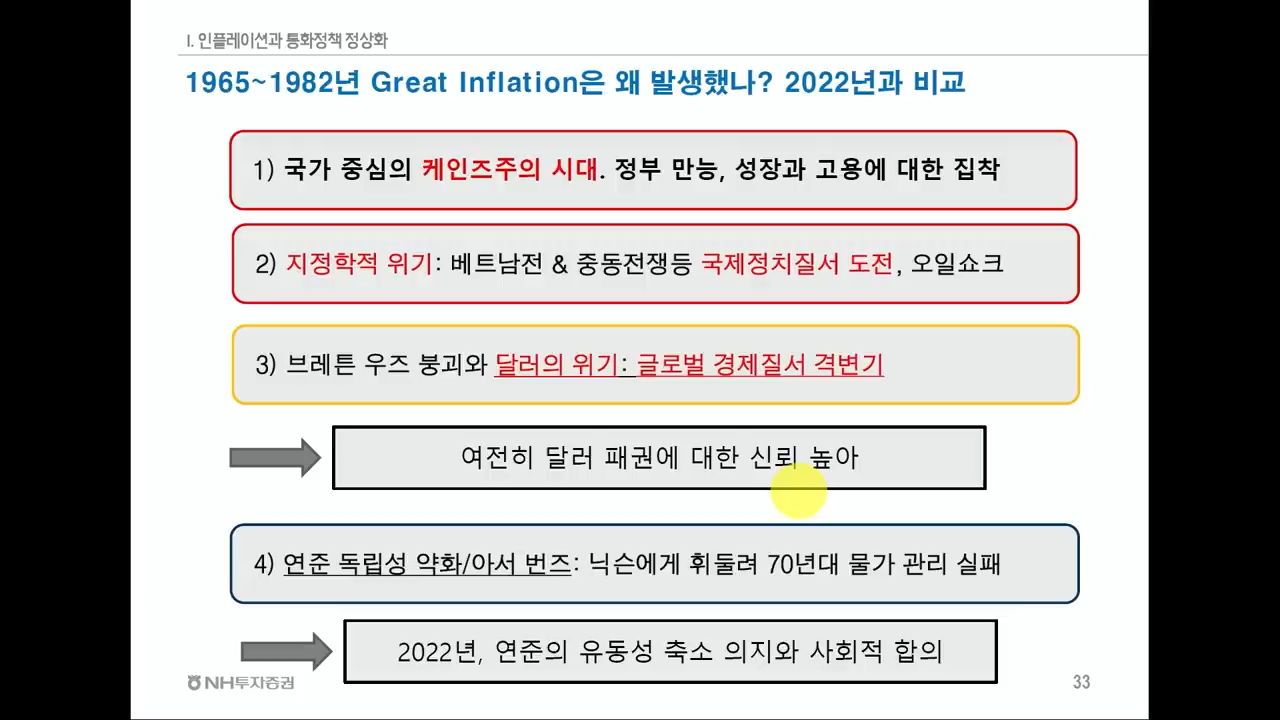 I. 인플레이션과 통화정책 정상화
1965~1982년 Great Inflation은 왜 발생했나? 2022년과 비교
1) 국가 중심의 케인즈주의 시대. 정부 만능, 성장과 고용에 대한 집착
2) 지정학적 위기: 베트남전 & 중동전쟁등 국제정치질서 도전, 오일쇼크
3) 브레튼 우즈 붕괴와 달러의 위기: 글로벌 경제질서 격변기
여전히 달러 패권에 대한 신뢰 높아
4) 연준 독립성 약화/아서 번즈: 닉슨에게 휘둘려 70년대 물가 관리 실패
2022년, 연준의 유동성 축소 의지와 사회적 합의
NH투자증권
33